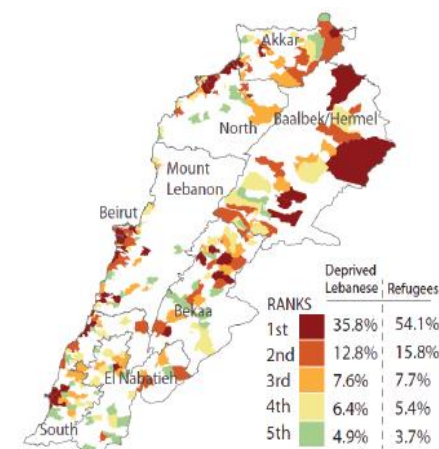 Akkar
Baalbek/Hermel
North
Mount
Lebanon
Beirut
Bekaa
El Nabatieh
South
Deprived
Lebanese
Refugees
RANKS
1st 35.8% 54.1%
2nd 12.8% 15.8%
3rd 7.6% 7.7%
4th 6.4% 5.4%
5th 4.9% 3.7%